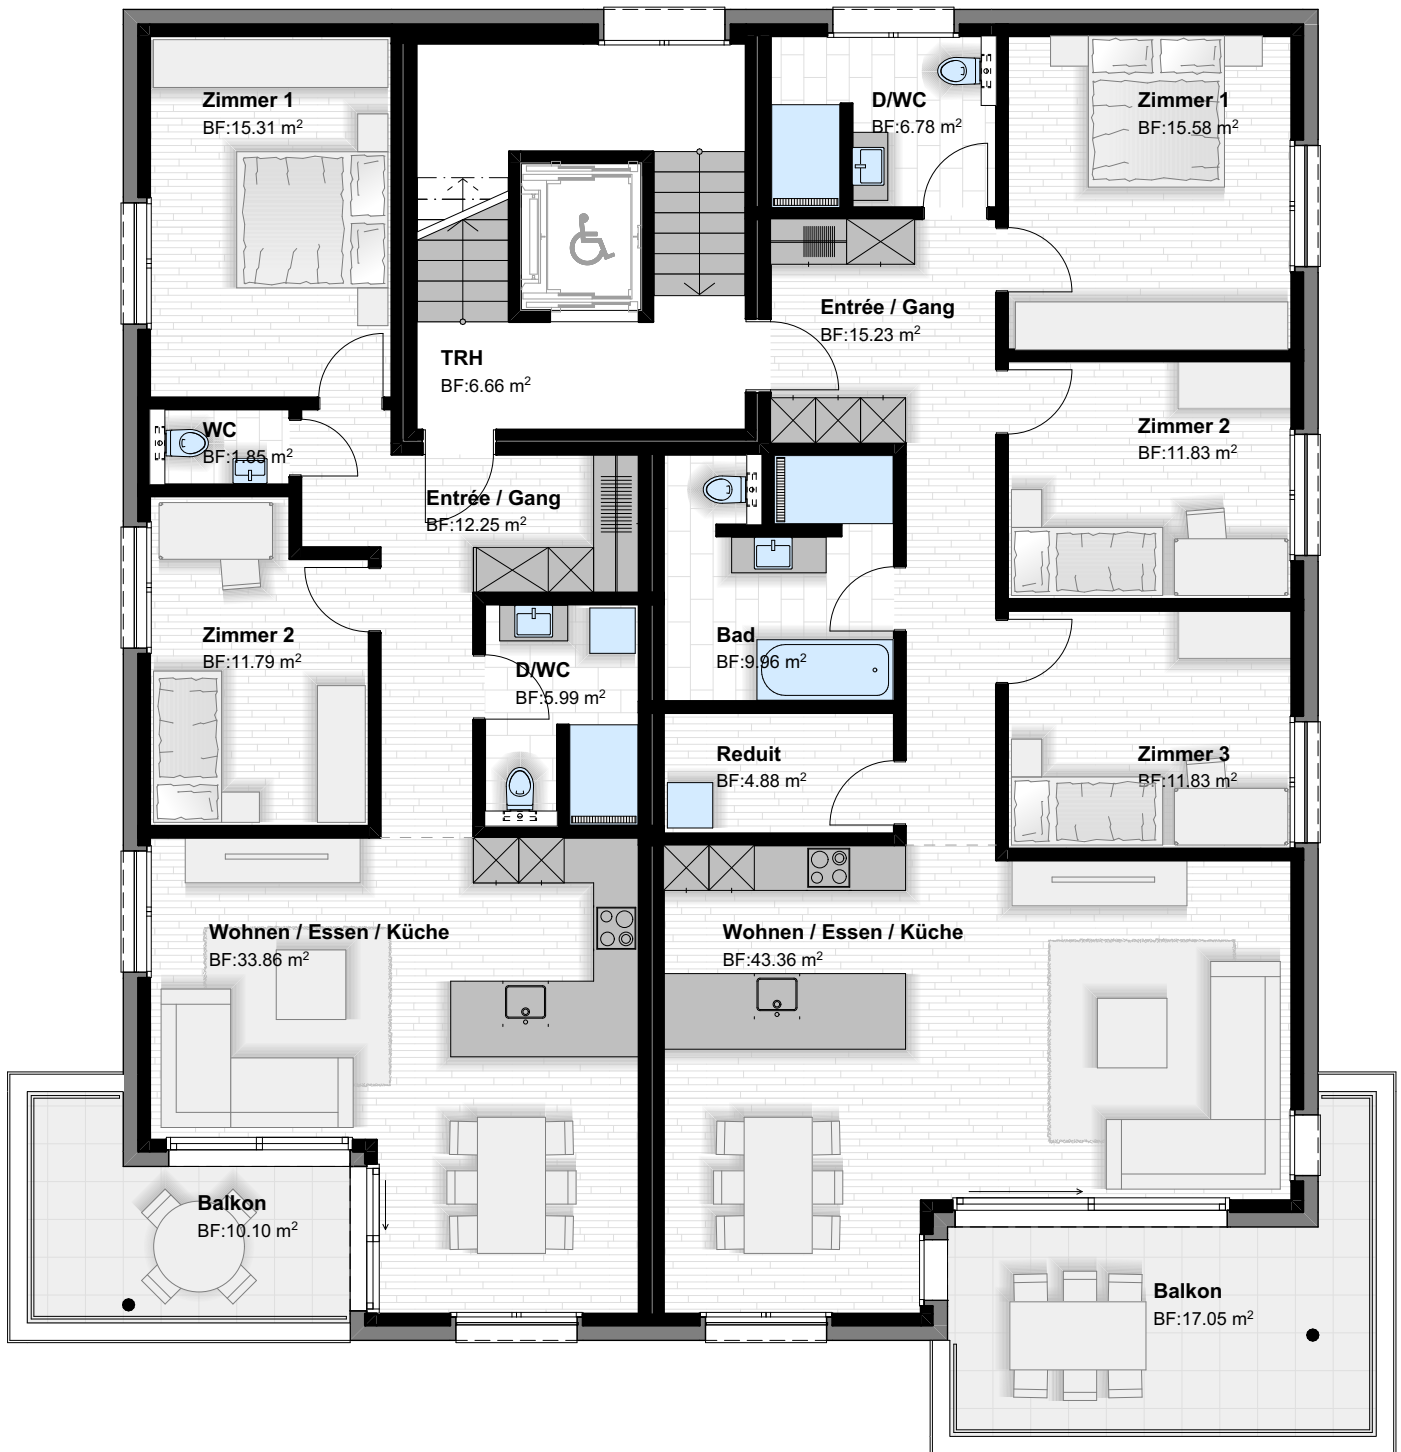 Zimmer 1
BF:15.31 m²
D/WC
BF:6.78 m²
Zimmer 1
BF:15.58 m²
Entrée / Gang
BF:15.23 m²
TRH
BF:6.66 m²
WC
BF:1.85 m²
Zimmer 2
BF:11.83 m²
Entrée / Gang
BF:12.25 m²
Zimmer 2
BF:11.79 m²
D/WC
BF:5.99 m²
Bad
BF:9.96 m²
Reduit
BF:4.88 m²
Zimmer 3
BF:11.83 m²
Wohnen / Essen / Küche
BF:33.86 m²
Wohnen / Essen / Küche
BF:43.36 m²
Balkon
BF:10.10 m²
Balkon
BF:17.05 m²